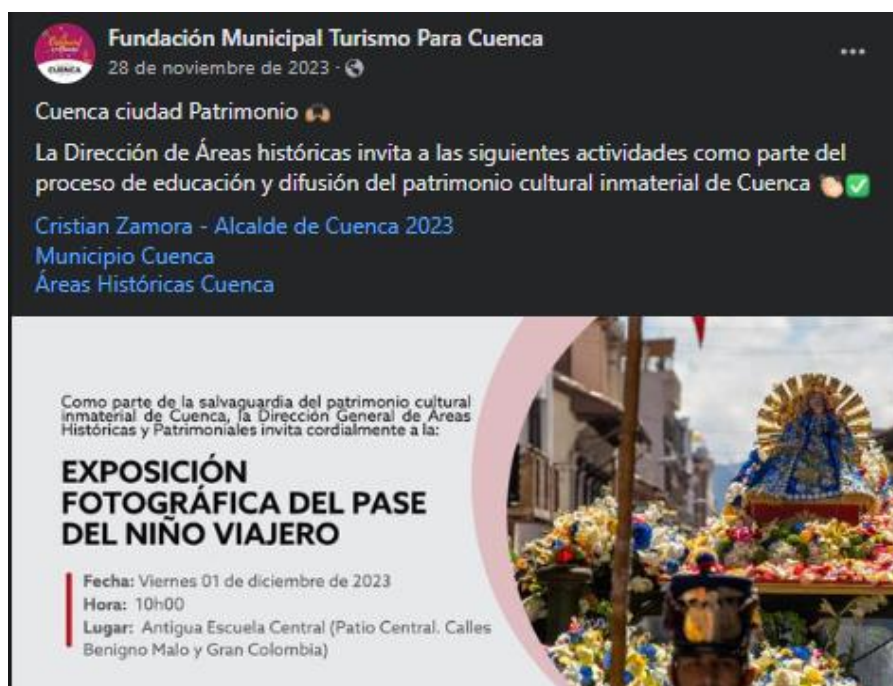 Fundación Municipal Turismo Para Cuenca
28 de noviembre de 2023 ·
Cuenca ciudad Patrimonio
La Dirección de Áreas históricas invita a las siguientes actividades como parte del
proceso de educación y difusión del patrimonio cultural inmaterial de Cuenca
Cristian Zamora - Alcalde de Cuenca 2023
Municipio Cuenca
Áreas Históricas Cuenca
Como parte de la salvaguardia del patrimonio cultural
inmaterial de Cuenca, la Dirección General de Áreas
Históricas y Patrimoniales invita cordialmente a la:
EXPOSICIÓN
FOTOGRÁFICA DEL PASE
DEL NIÑO VIAJERO
Fecha: Viernes 01 de diciembre de 2023
Hora: 10h00
Lugar: Antigua Escuela Central (Patio Central. Calles
Benigno Malo y Gran Colombia)